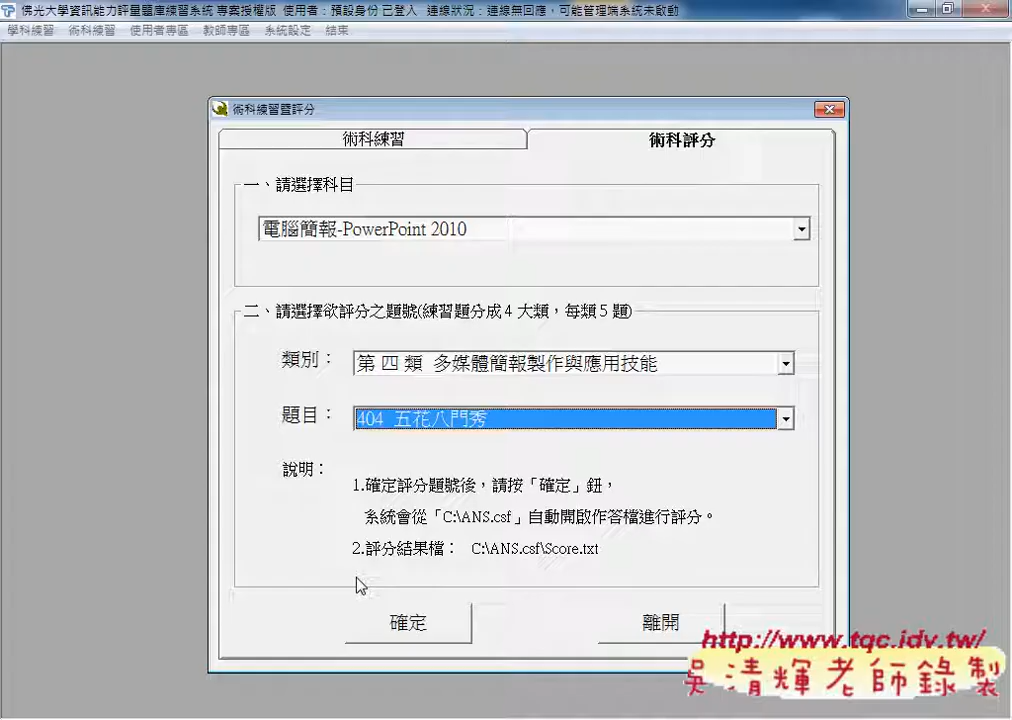 佛光大學資訊能力評量題庫練習系統 專案授權版 使用者：預設身份 已登入 連線狀況：連線無回應，可能管理端系統未啟動
學科練習 術科練習 使用者專區 教師專區 系統設定 結束
術科練習暨評分
術科練習 術科評分
一、請選擇科目
電腦簡報-PowerPoint 2010
二、請選擇欲評分之題號(練習題分成 4 大類，每類 5 題)
類別： 第 四 類 多媒體簡報製作與應用技能
題目： 404 五花八門秀
說明：
1.確定評分題號後，請按「確定」鈕，
系統會從「C:\ANS.csf」自動開啟作答檔進行評分。
2.評分結果檔： C:\ANS.csf\Score.txt
確定 離開
http://www.tqc.idv.tw/
吳清輝老師錄製